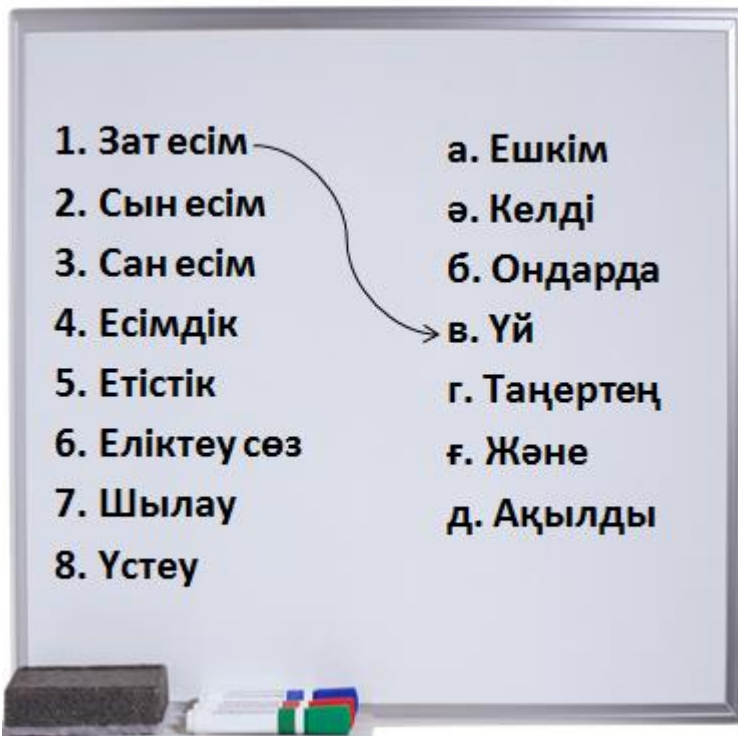 1. Зат есім
2. Сын есім
3. Сан есім
4. Есімдік
5. Етістік
6. Еліктеу сөз
7. Шылау
8. Үстеу
а. Ешкім
ә. Келді
б. Ондарда
в. Үй
г. Таңертең
ғ. Және
д. Ақылды